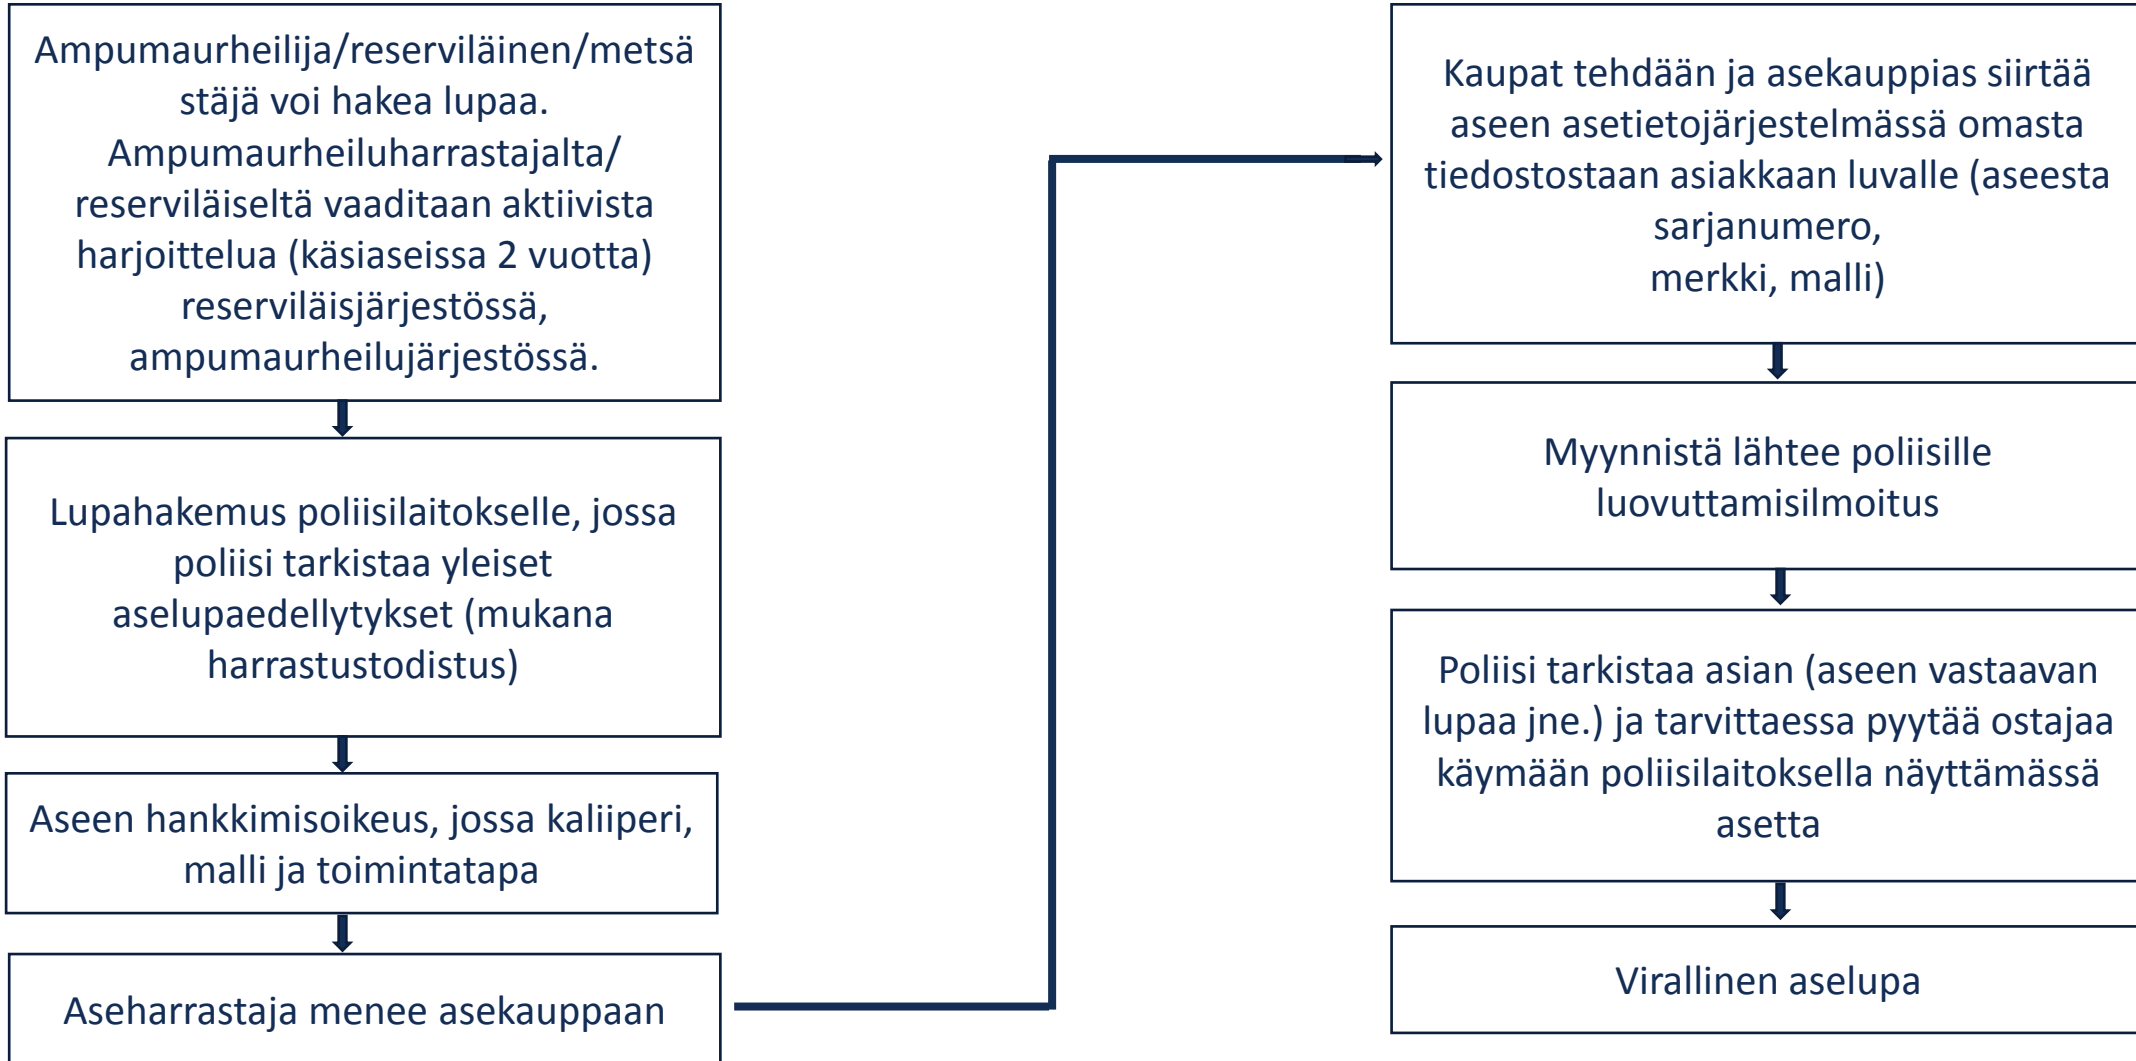 Ampumaurheilija/reserviläinen/metsä
stäjä voi hakea lupaa.
Ampumaurheiluharrastajalta/
reserviläiseltä vaaditaan aktiivista
harjoittelua (käsiaseissa 2 vuotta)
reserviläisjärjestössä,
ampumaurheilujärjestössä.
Lupahakemus poliisilaitokselle, jossa
poliisi tarkistaa yleiset
aselupaedellytykset (mukana
harrastustodistus)
Aseen hankkimisoikeus, jossa kaliiperi,
malli ja toimintatapa
Aseharrastaja menee asekauppaan
Kaupat tehdään ja asekauppias siirtää
aseen asetietojärjestelmässä omasta
tiedostostaan asiakkaan luvalle (aseesta
sarjanumero,
merkki, malli)
Myynnistä lähtee poliisille
luovuttamisilmoitus
Poliisi tarkistaa asian (aseen vastaavan
lupaa jne.) ja tarvittaessa pyytää ostajaa
käymään poliisilaitoksella näyttämässä
asetta
Virallinen aselupa